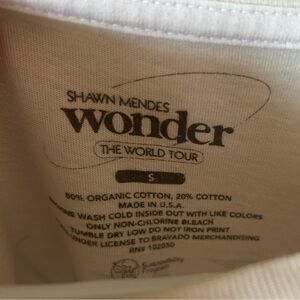 SHAWN MENDES
wonder
THE WORLD TOUR
S
80% ORGANIC COTTON, 20% COTTON
MADE IN U.S.A.
WASH COLD INSIDE OUT WITH LIKE COLORS
ONLY NON-CHLORINE BLEACH
TUMBLE DRY LOW DO NOT IRON PRINT
UNDER LICENSE TO BRAVADO MERCHANDISING
RN# 102050